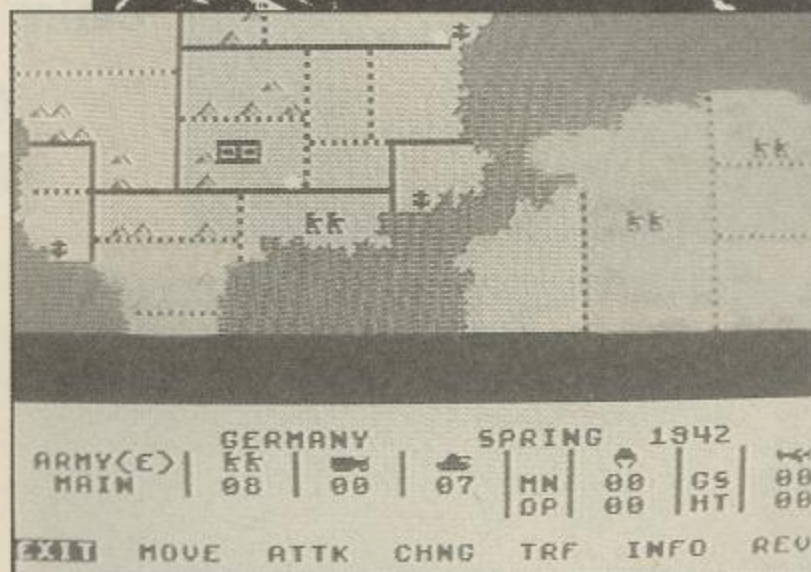 GERMANY SPRING 1942
ARMY(E)
MAIN 08 00 07 MN 00 GS 00
DP 00 HT 00
EXIT MOVE ATTK CHNG TRF INFO REV